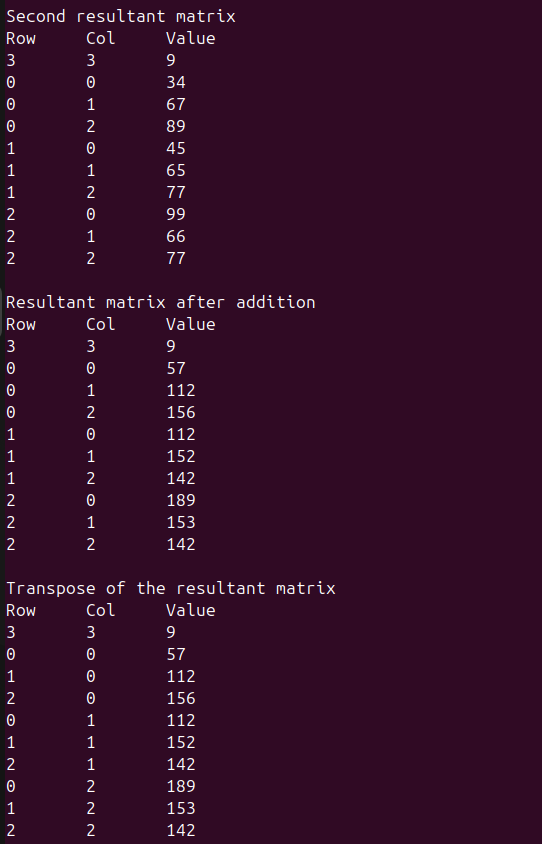 Second resultant matrix
Row Col Value
3 3 9
0 0 34
0 1 67
0 2 89
1 0 45
1 1 65
1 2 77
2 0 99
2 1 66
2 2 77
Resultant matrix after addition
Row Col Value
3 3 9
0 0 57
0 1 112
0 2 156
1 0 112
1 1 152
1 2 142
2 0 189
2 1 153
2 2 142
Transpose of the resultant matrix
Row Col Value
3 3 9
0 0 57
1 0 112
2 0 156
0 1 112
1 1 152
2 1 142
0 2 189
1 2 153
2 2 142